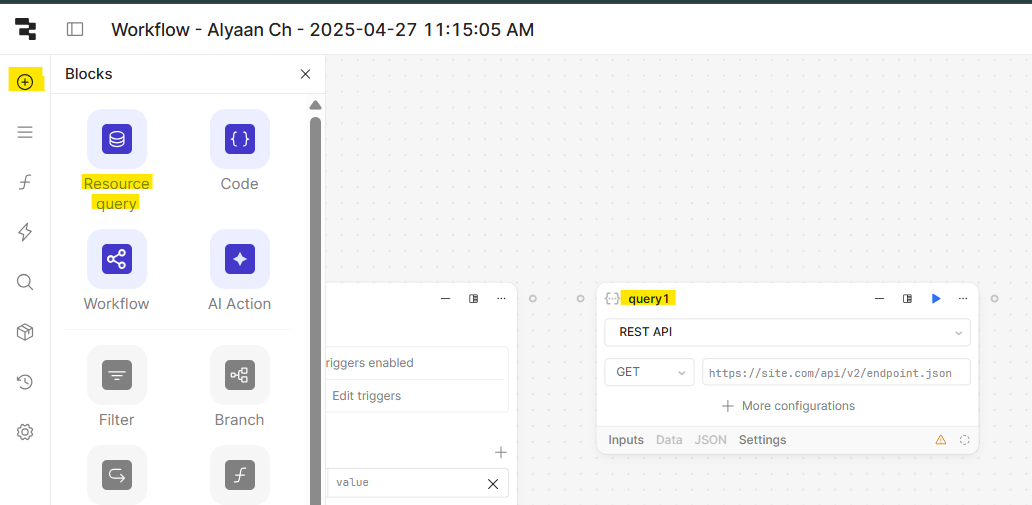 Workflow - Alyaan Ch - 2025-04-27 11:15:05 AM
Blocks
Resource
query
Code
Workflow
AI Action
Filter
Branch
riggers enabled
Edit triggers
value
query1
REST API
GET
https://site.com/api/v2/endpoint.json
More configurations
Inputs Data JSON Settings